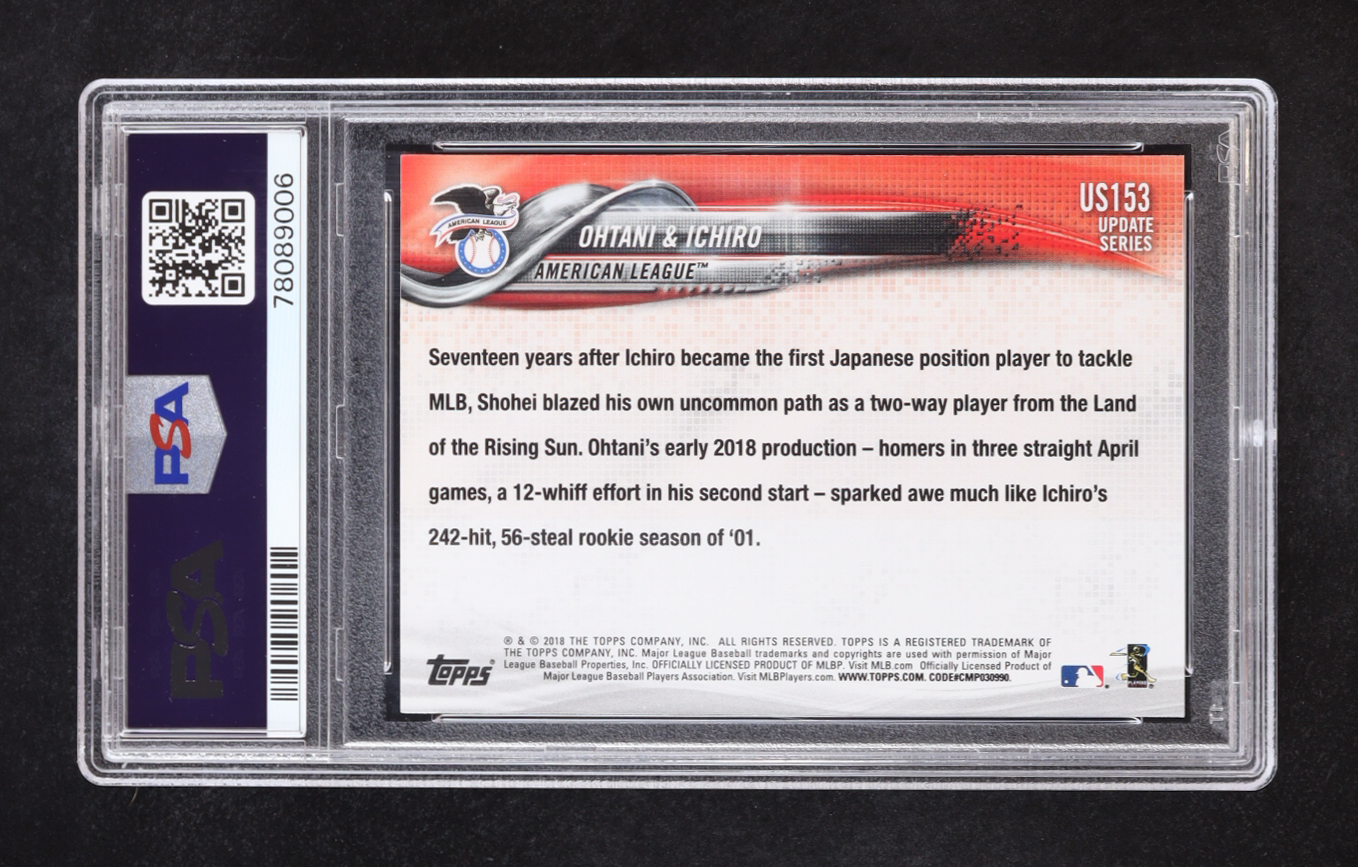 78089006
PSA
PSA
AMERICAN LEAGUE
OHTANI & ICHIRO
AMERICAN LEAGUE™
US153
UPDATE
SERIES
Seventeen years after Ichiro became the first Japanese position player to tackle
MLB, Shohei blazed his own uncommon path as a two-way player from the Land
of the Rising Sun. Ohtani's early 2018 production – homers in three straight April
games, a 12-whiff effort in his second start – sparked awe much like Ichiro's
242-hit, 56-steal rookie season of ‘01.
topps®
® & © 2018 THE TOPPS COMPANY, INC. ALL RIGHTS RESERVED. TOPPS IS A REGISTERED TRADEMARK OF
THE TOPPS COMPANY, INC. Major League Baseball trademarks and copyrights are used with permission of Major
League Baseball Properties, Inc. OFFICIALLY LICENSED PRODUCT OF MLBP. Visit MLB.com Officially Licensed Product of
Major League Baseball Players Association. Visit MLBPlayers.com. WWW.TOPPS.COM. CODE#CMP030990.